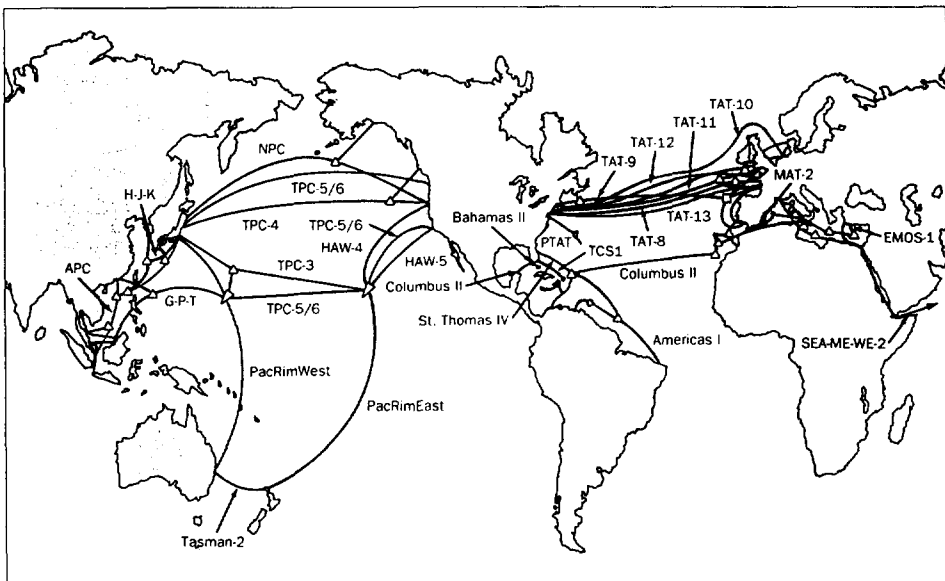 TAT-10
TAT-11
TAT-12
TAT-9
MAT-2
NPC
H-J-K
TPC-5/6
TPC-4
TPC-5/6
HAW-4
HAW-5
Bahamas II
PTAT
TCS1
TAT-8
TAT-13
EMOS-1
APC
G-P-T
TPC-3
TPC-5/6
Columbus II
Columbus II
St. Thomas IV
SEA-ME-WE-2
Americas I
PacRimWest
PacRimEast
Tasman-2